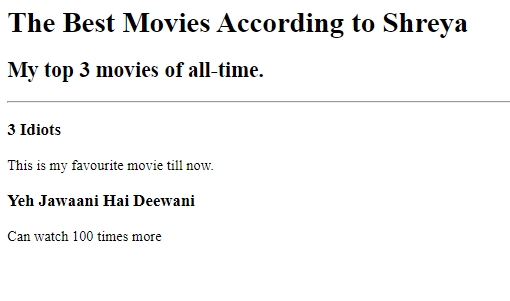 The Best Movies According to Shreya
My top 3 movies of all-time.
3 Idiots
This is my favourite movie till now.
Yeh Jawaani Hai Deewani
Can watch 100 times more